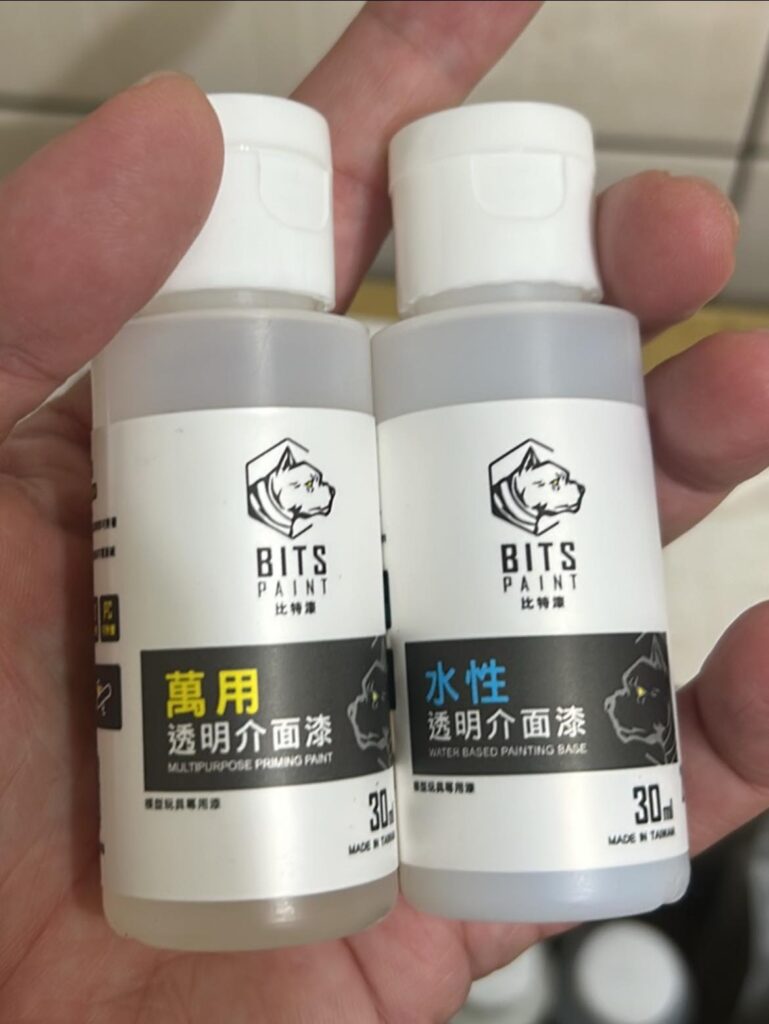 BITS
PAINT
比特漆
萬用
透明介面漆
MULTIPURPOSE PRIMING PAINT
模型玩具專用漆
30ml
MADE IN TAIWAN
BITS
PAINT
比特漆
水性
透明介面漆
WATER BASED PAINTING BASE
模型玩具專用漆
30ml
MADE IN TAIWAN